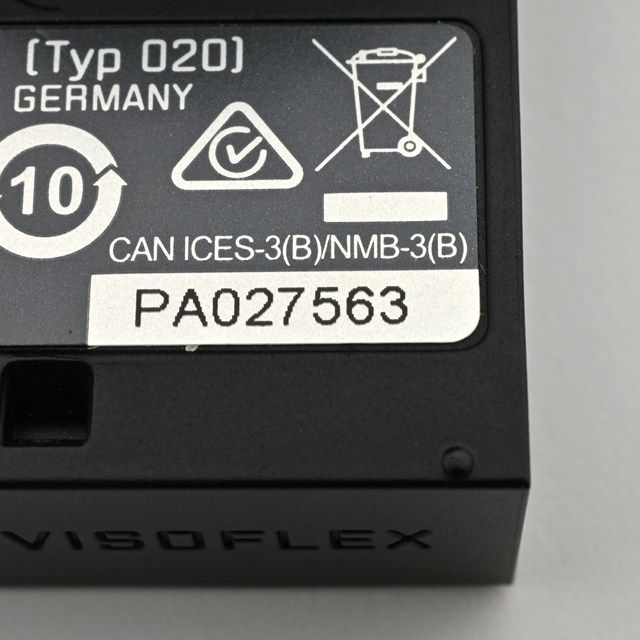 (Typ 020)
GERMANY
10
CAN ICES-3(B)/NMB-3(B)
PA027563
VISOFLEX